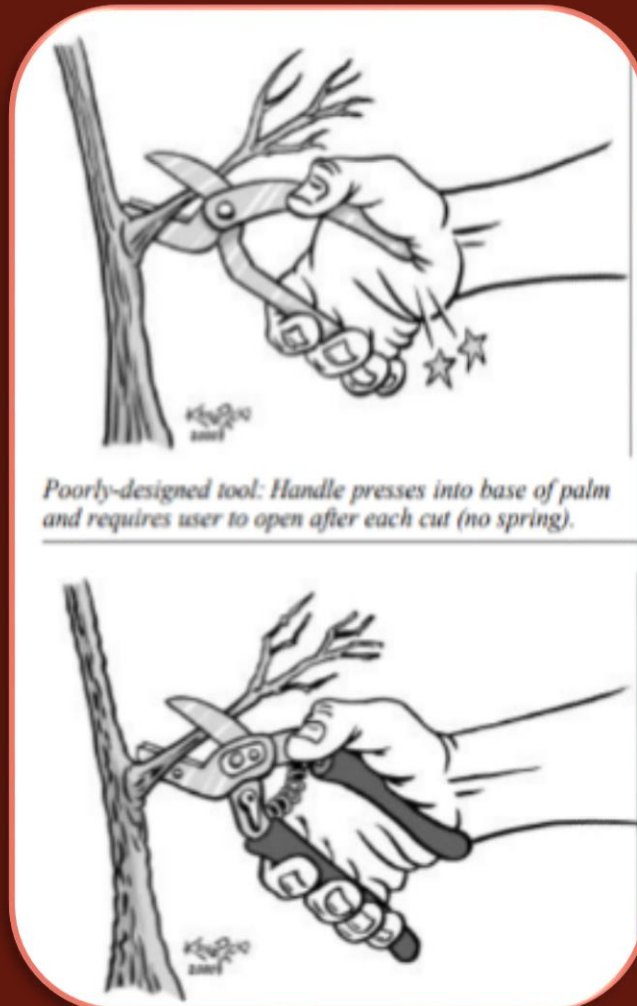 Poorly-designed tool: Handle presses into base of palm
and requires user to open after each cut (no spring).